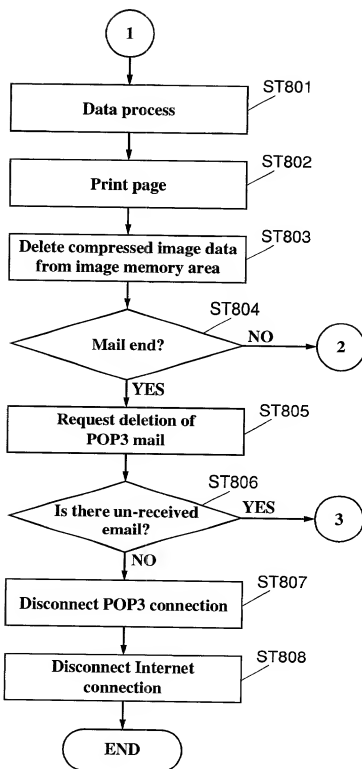 1
ST801
Data process
ST802
Print page
ST803
Delete compressed image data
from image memory area
ST804
Mail end?
NO
2
YES
ST805
Request deletion of
POP3 mail
ST806
Is there un-received
email?
YES
3
NO
ST807
Disconnect POP3 connection
ST808
Disconnect Internet
connection
END